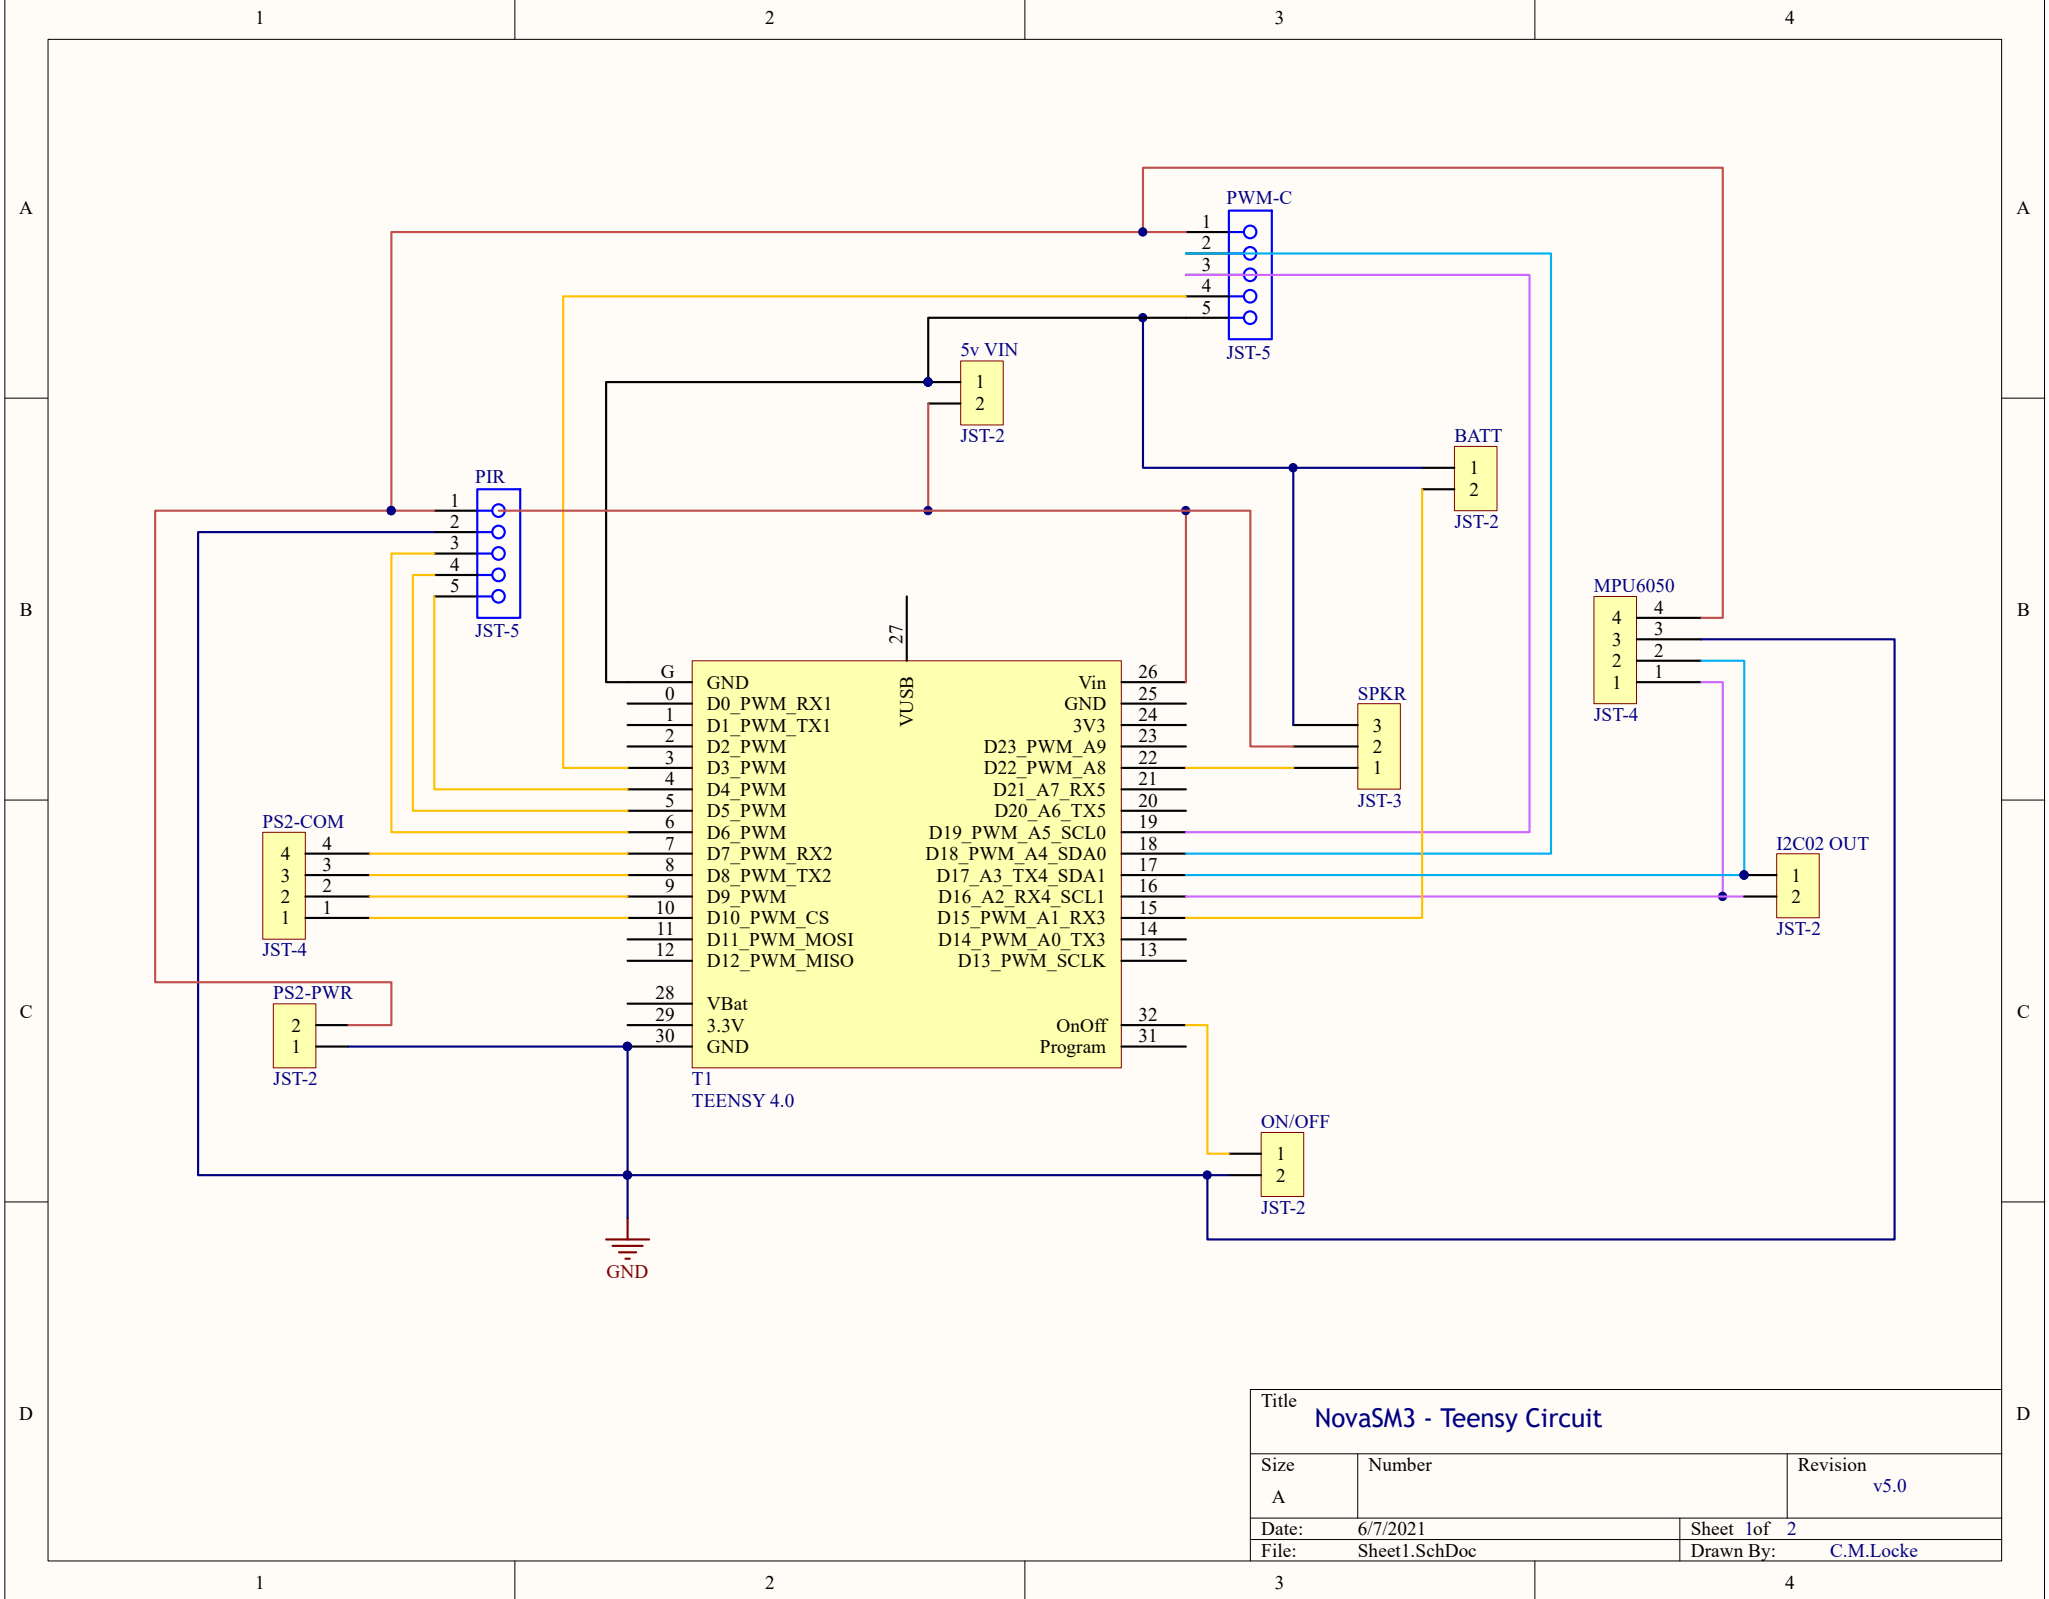 1 2 3 4
A A
B B
C C
D D
PWM-C
1
2
3
4
5
JST-5
5v VIN
1
2
JST-2
BATT
1
2
JST-2
PIR
1
2
3
4
5
JST-5
MPU6050
4 4
3 3
2 2
1 1
JST-4
SPKR
3
2
1
JST-3
27
VUSB
G GND
0 D0_PWM_RX1
1 D1_PWM_TX1
2 D2_PWM
3 D3_PWM
4 D4_PWM
5 D5_PWM
6 D6_PWM
7 D7_PWM_RX2
8 D8_PWM_TX2
9 D9_PWM
10 D10_PWM_CS
11 D11_PWM_MOSI
12 D12_PWM_MISO
28 VBat
29 3.3V
30 GND
Vin 26
GND 25
3V3 24
D23_PWM_A9 23
D22_PWM_A8 22
D21_A7_RX5 21
D20_A6_TX5 20
D19_PWM_A5_SCL0 19
D18_PWM_A4_SDA0 18
D17_A3_TX4_SDA1 17
D16_A2_RX4_SCL1 16
D15_PWM_A1_RX3 15
D14_PWM_A0_TX3 14
D13_PWM_SCLK 13
OnOff 32
Program 31
T1
TEENSY 4.0
PS2-COM
4 4
3 3
2 2
1 1
JST-4
I2C02 OUT
1
2
JST-2
PS2-PWR
2
1
JST-2
ON/OFF
1
2
JST-2
GND
Title NovaSM3 - Teensy Circuit
Size Number Revision
A v5.0
Date: 6/7/2021 Sheet 1of 2
File: Sheet1.SchDoc Drawn By: C.M.Locke
1 2 3 4